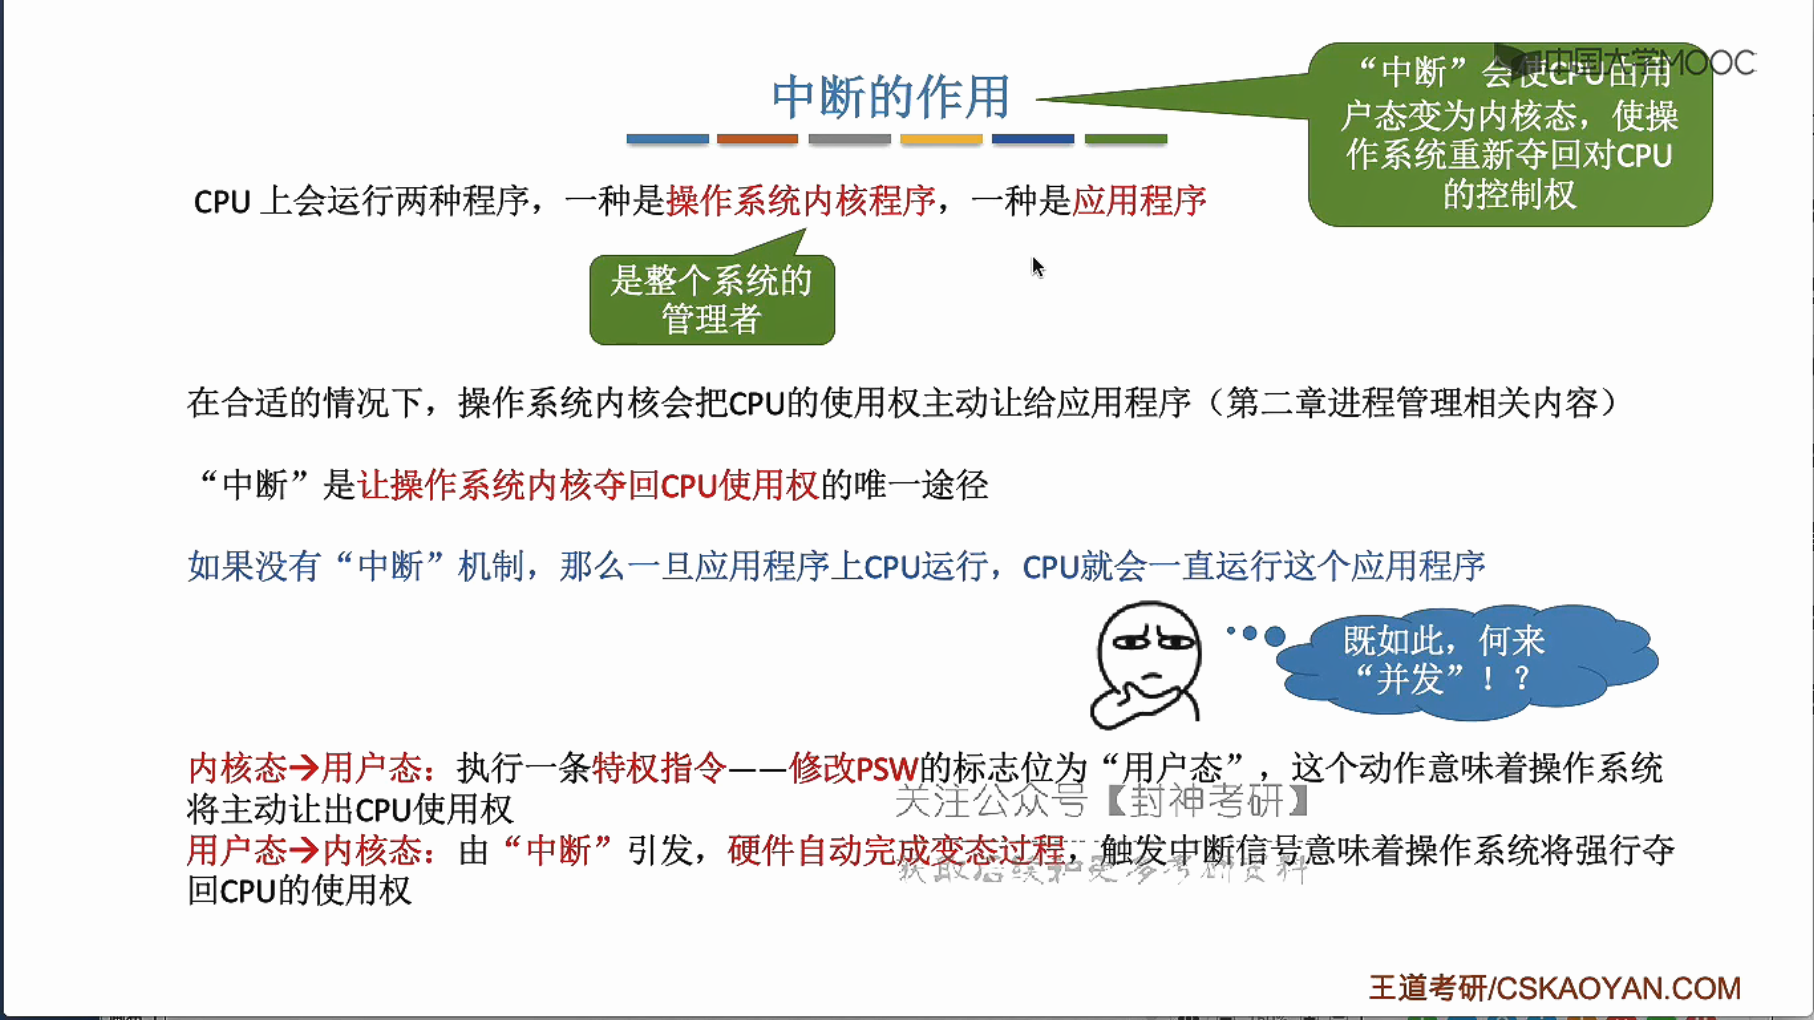 中断的作用
中国大学MOOC
“中断”会使CPU由用
户态变为内核态，使操
作系统重新夺回对CPU
的控制权
CPU 上会运行两种程序，一种是操作系统内核程序，一种是应用程序
是整个系统的
管理者
在合适的情况下，操作系统内核会把CPU的使用权主动让给应用程序（第二章进程管理相关内容）
“中断”是让操作系统内核夺回CPU使用权的唯一途径
如果没有“中断”机制，那么一旦应用程序上CPU运行，CPU就会一直运行这个应用程序
既如此，何来
“并发”！？
内核态→用户态：执行一条特权指令——修改PSW的标志位为“用户态”，这个动作意味着操作系统
将主动让出CPU使用权
关注公众号【封神考研】
用户态→内核态：由“中断”引发，硬件自动完成变态过程，触发中断信号意味着操作系统将强行夺
回CPU的使用权
获取后续和更多考研资料
王道考研/CSKAOYAN.COM